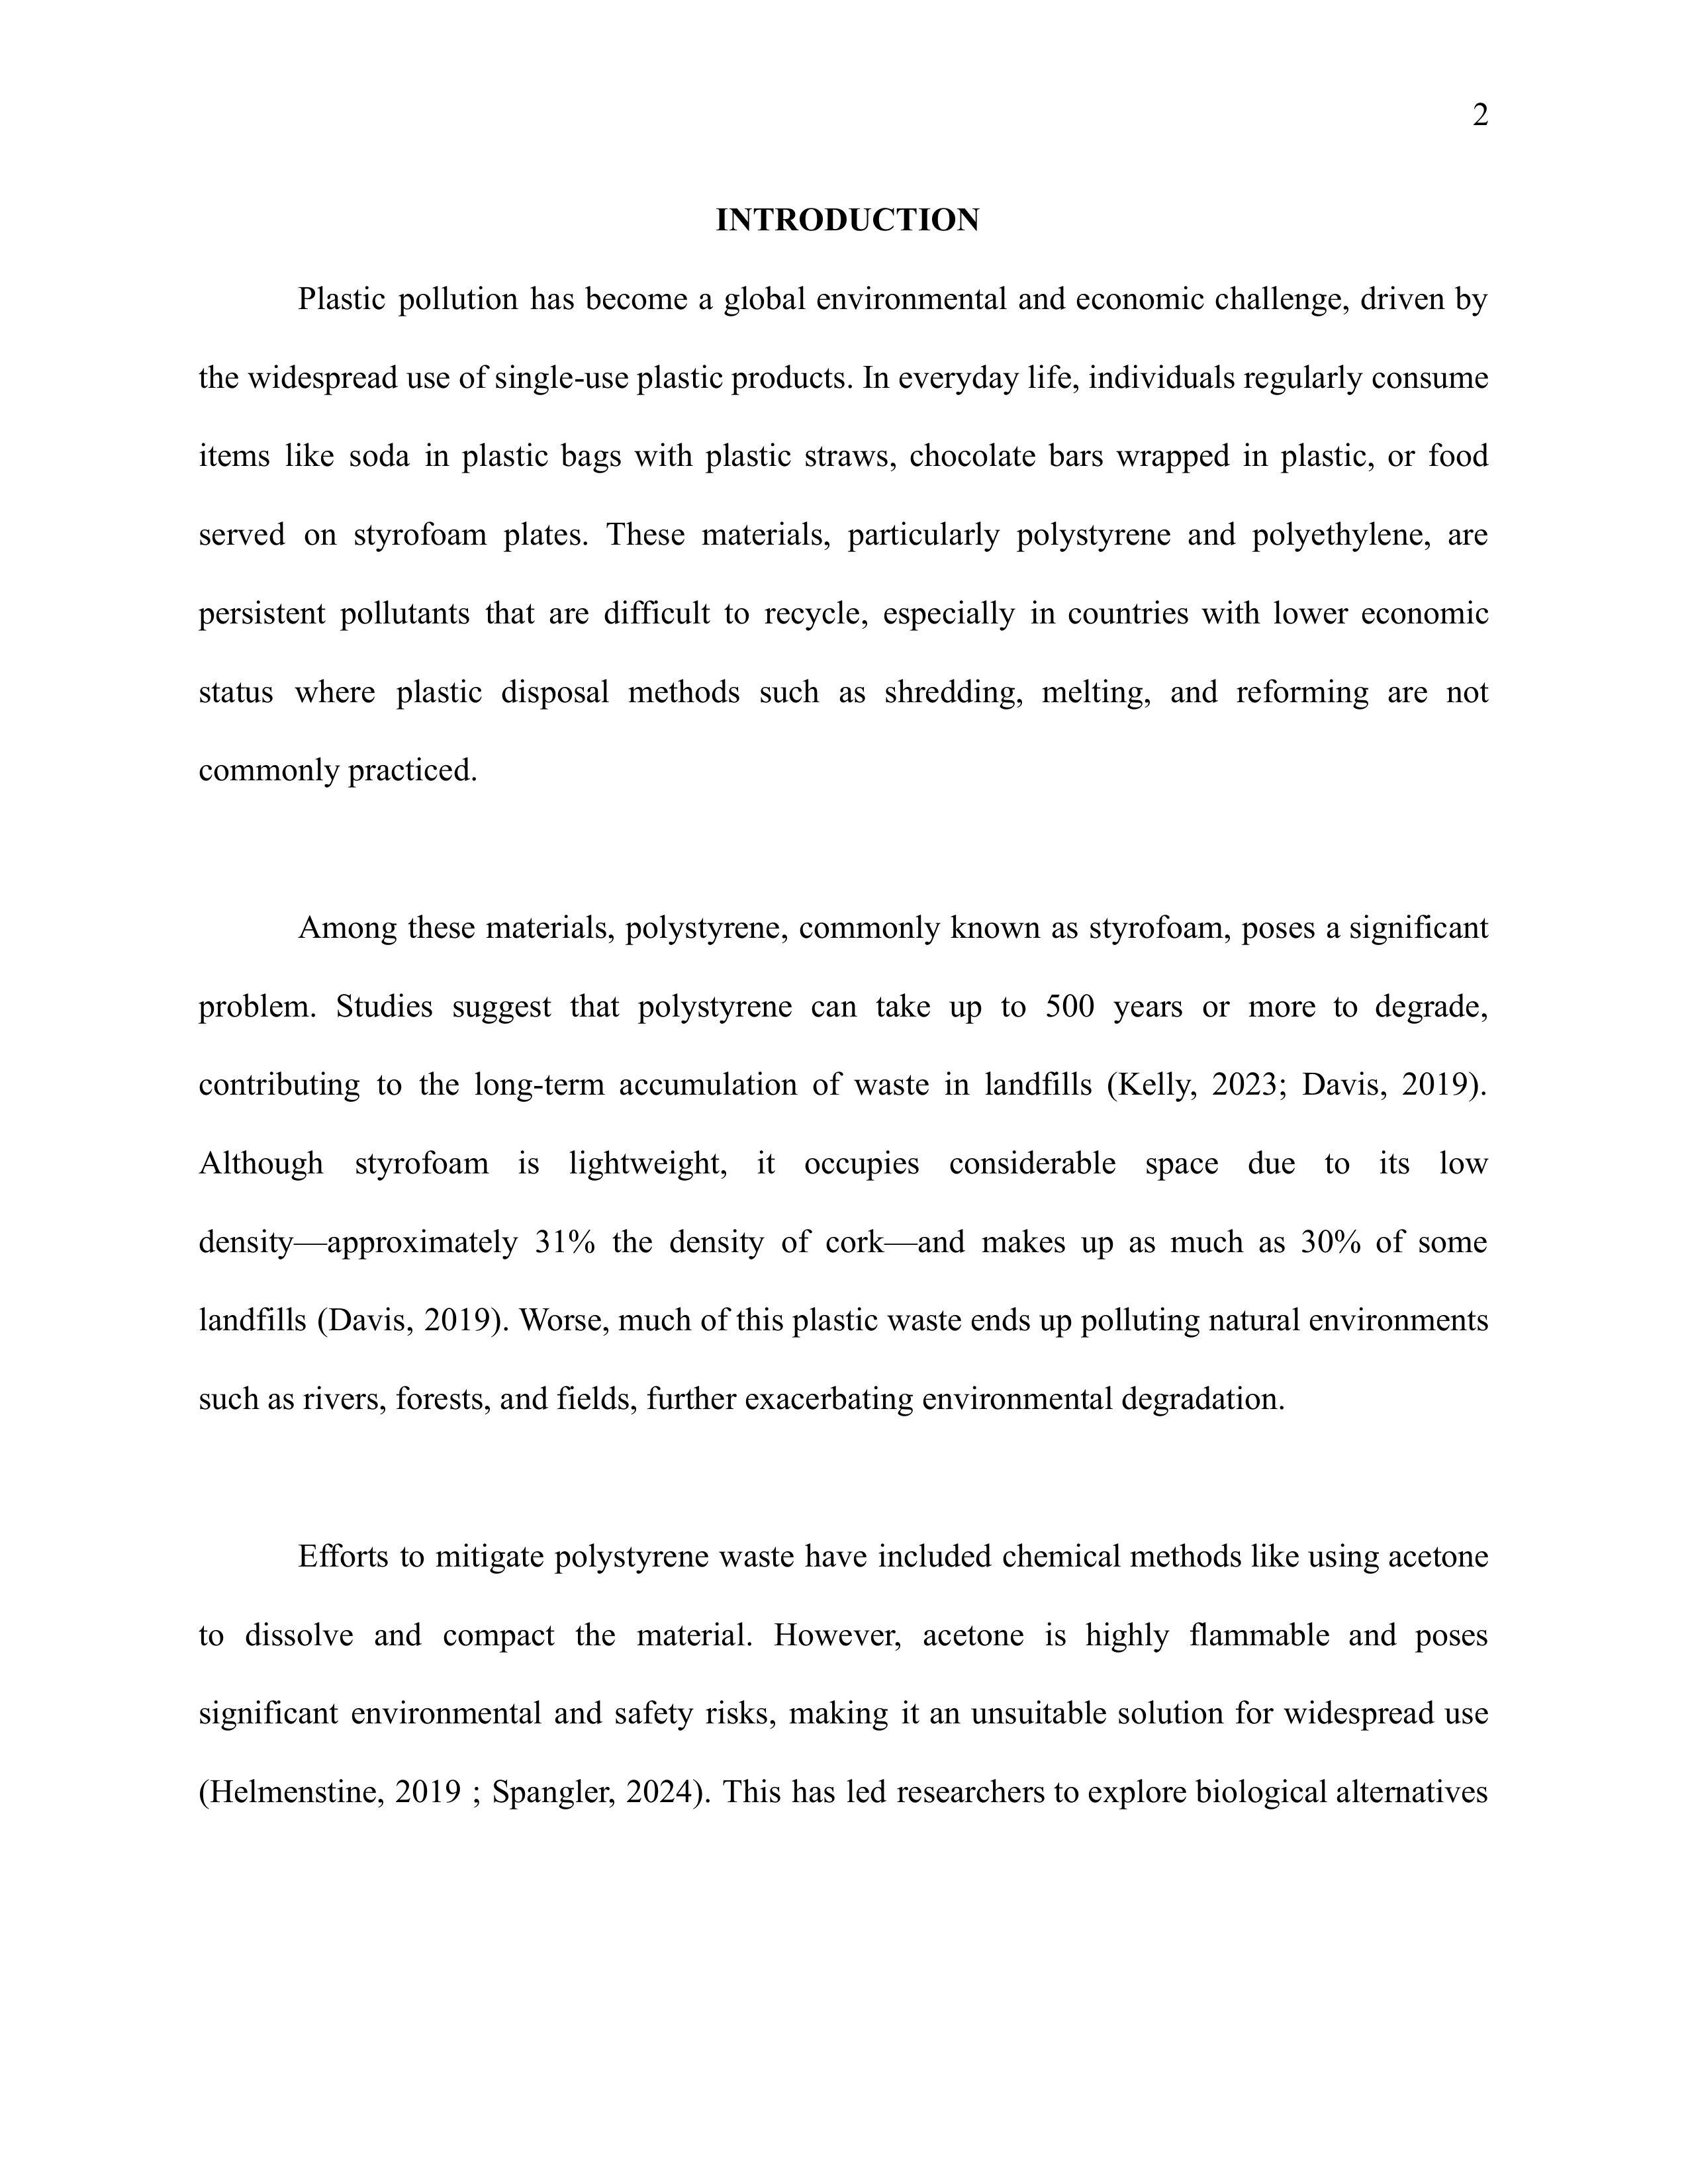 2
INTRODUCTION
Plastic pollution has become a global environmental and economic challenge, driven by
the widespread use of single-use plastic products. In everyday life, individuals regularly consume
items like soda in plastic bags with plastic straws, chocolate bars wrapped in plastic, or food
served on styrofoam plates. These materials, particularly polystyrene and polyethylene, are
persistent pollutants that are difficult to recycle, especially in countries with lower economic
status where plastic disposal methods such as shredding, melting, and reforming are not
commonly practiced.
Among these materials, polystyrene, commonly known as styrofoam, poses a significant
problem. Studies suggest that polystyrene can take up to 500 years or more to degrade,
contributing to the long-term accumulation of waste in landfills (Kelly, 2023; Davis, 2019).
Although styrofoam is lightweight, it occupies considerable space due to its low
density—approximately 31% the density of cork—and makes up as much as 30% of some
landfills (Davis, 2019). Worse, much of this plastic waste ends up polluting natural environments
such as rivers, forests, and fields, further exacerbating environmental degradation.
Efforts to mitigate polystyrene waste have included chemical methods like using acetone
to dissolve and compact the material. However, acetone is highly flammable and poses
significant environmental and safety risks, making it an unsuitable solution for widespread use
(Helmenstine, 2019 ; Spangler, 2024). This has led researchers to explore biological alternatives